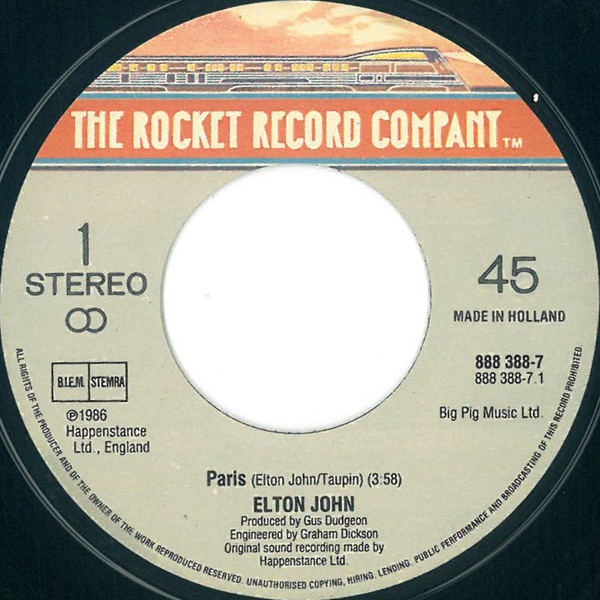 THE ROCKET RECORD COMPANY TM
1
STEREO
45
MADE IN HOLLAND
B.I.E.M. STEMRA
888 388-7
888 388-7.1
℗1986
Happenstance
Ltd., England
Big Pig Music Ltd.
Paris (Elton John/Taupin) (3:58)
ELTON JOHN
Produced by Gus Dudgeon
Engineered by Graham Dickson
Original sound recording made by
Happenstance Ltd.
ALL RIGHTS OF THE PRODUCER AND OF THE OWNER OF THE WORK REPRODUCED RESERVED. UNAUTHORISED COPYING, HIRING, LENDING, PUBLIC PERFORMANCE AND BROADCASTING OF THIS RECORD PROHIBITED.